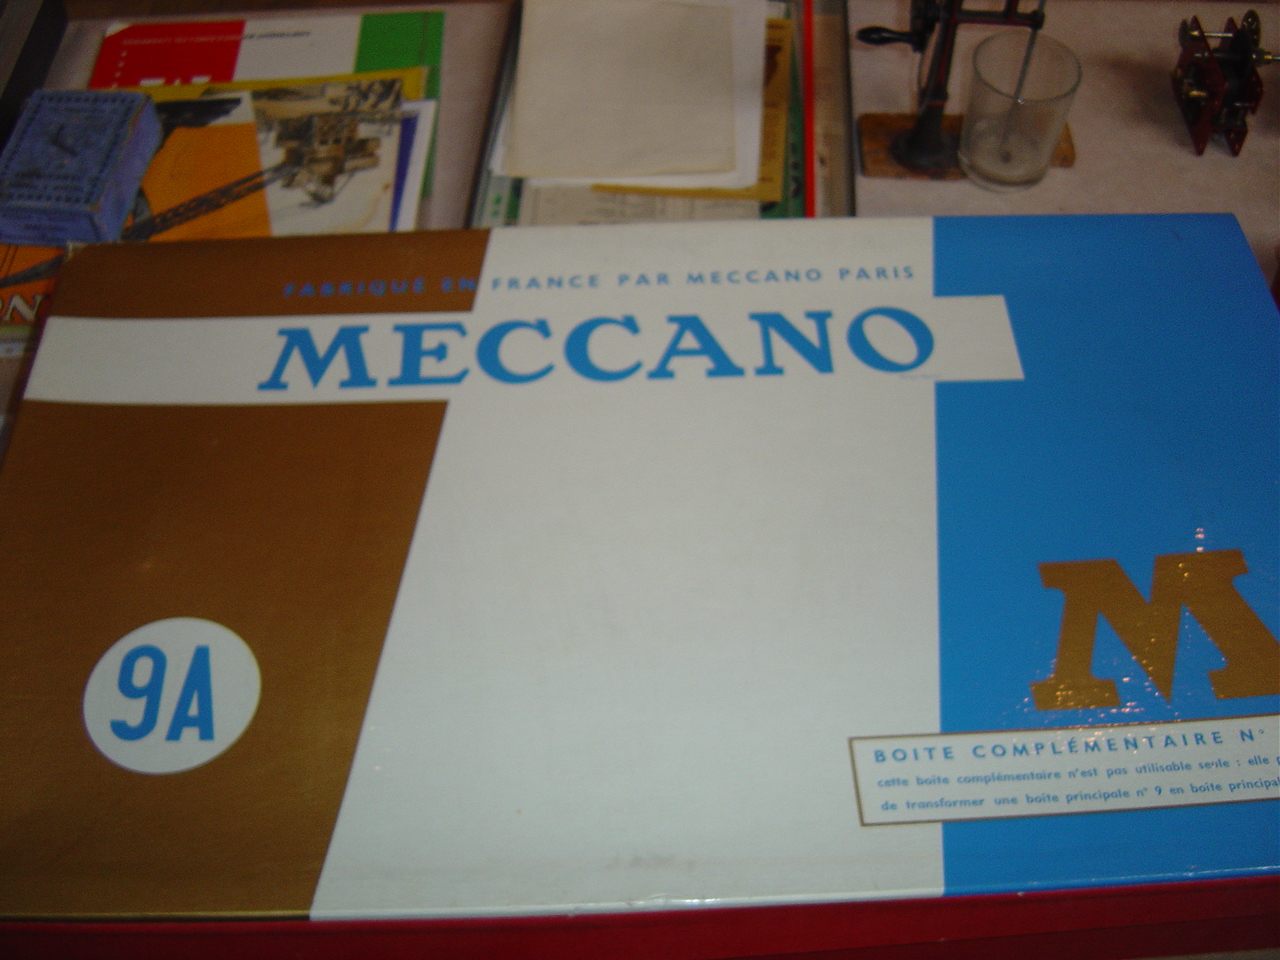 FABRIQUÉ EN FRANCE PAR MECCANO PARIS
MECCANO
9A
M
BOITE COMPLÉMENTAIRE N°
cette boite complémentaire n'est pas utilisable seule : elle
de transformer une boite principale n° 9 en boite principal